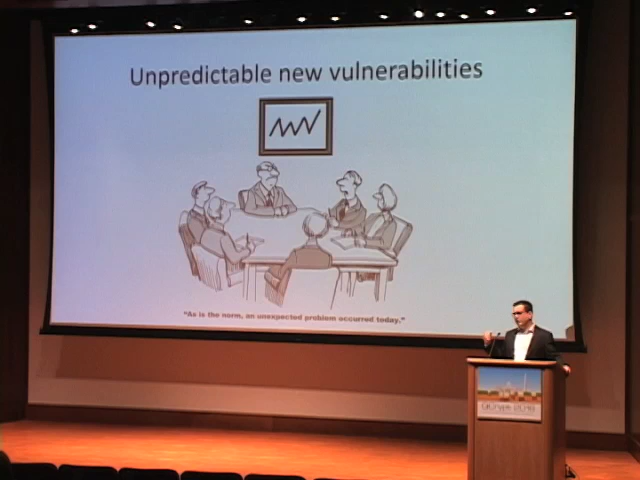 Unpredictable new vulnerabilities
"As is the norm, an unexpected problem occurred today."